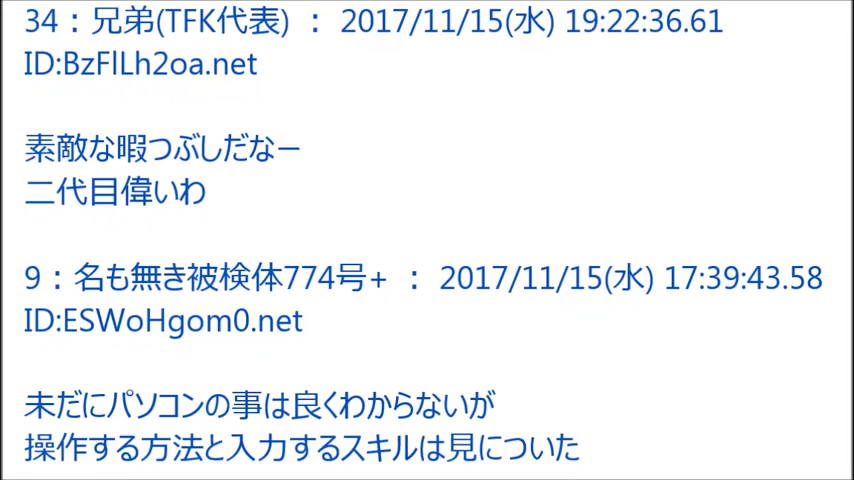 34：兄弟(TFK代表) ： 2017/11/15(水) 19:22:36.61
ID:BzFlLh2oa.net
素敵な暇つぶしだなー
二代目偉いわ
9：名も無き被検体774号+ ： 2017/11/15(水) 17:39:43.58
ID:ESWoHgom0.net
未だにパソコンの事は良くわからないが
操作する方法と入力するスキルは見についた